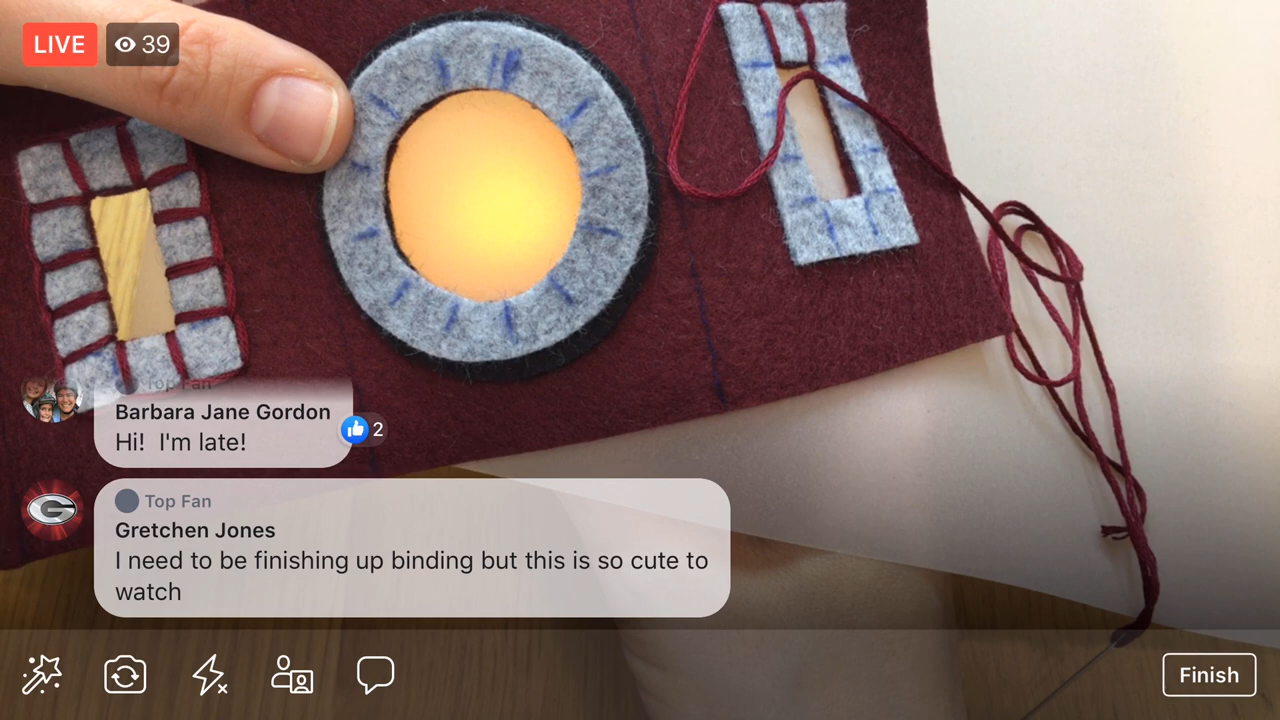 LIVE
39
Top Fan
Barbara Jane Gordon
Hi! I'm late!
2
Top Fan
Gretchen Jones
I need to be finishing up binding but this is so cute to
watch
Finish